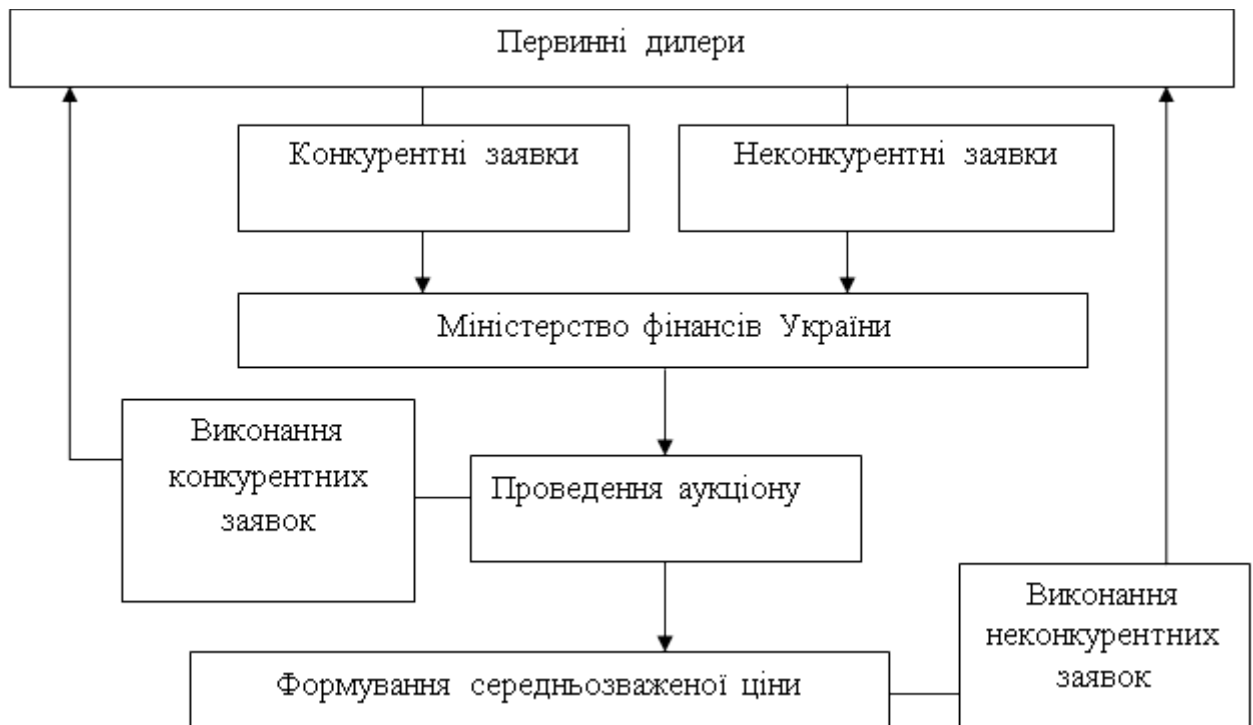 Первинні дилери
Конкурентні заявки
Неконкурентні заявки
Міністерство фінансів України
Виконання
конкурентних
заявок
Проведення аукціону
Виконання
неконкурентних
заявок
Формування середньозваженої ціни